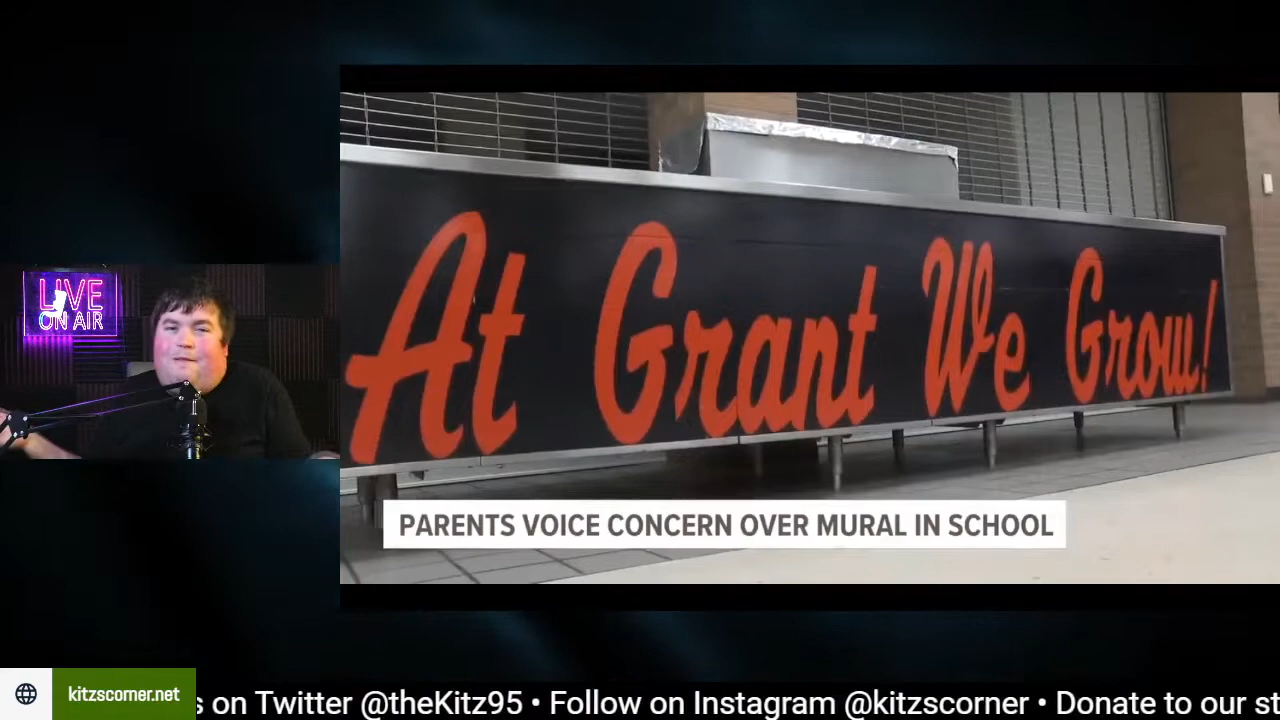 LIVE
ON AIR
At Grant We Grow!
PARENTS VOICE CONCERN OVER MURAL IN SCHOOL
kitzscorner.net
s on Twitter @theKitz95 • Follow on Instagram @kitzscorner • Donate to our st